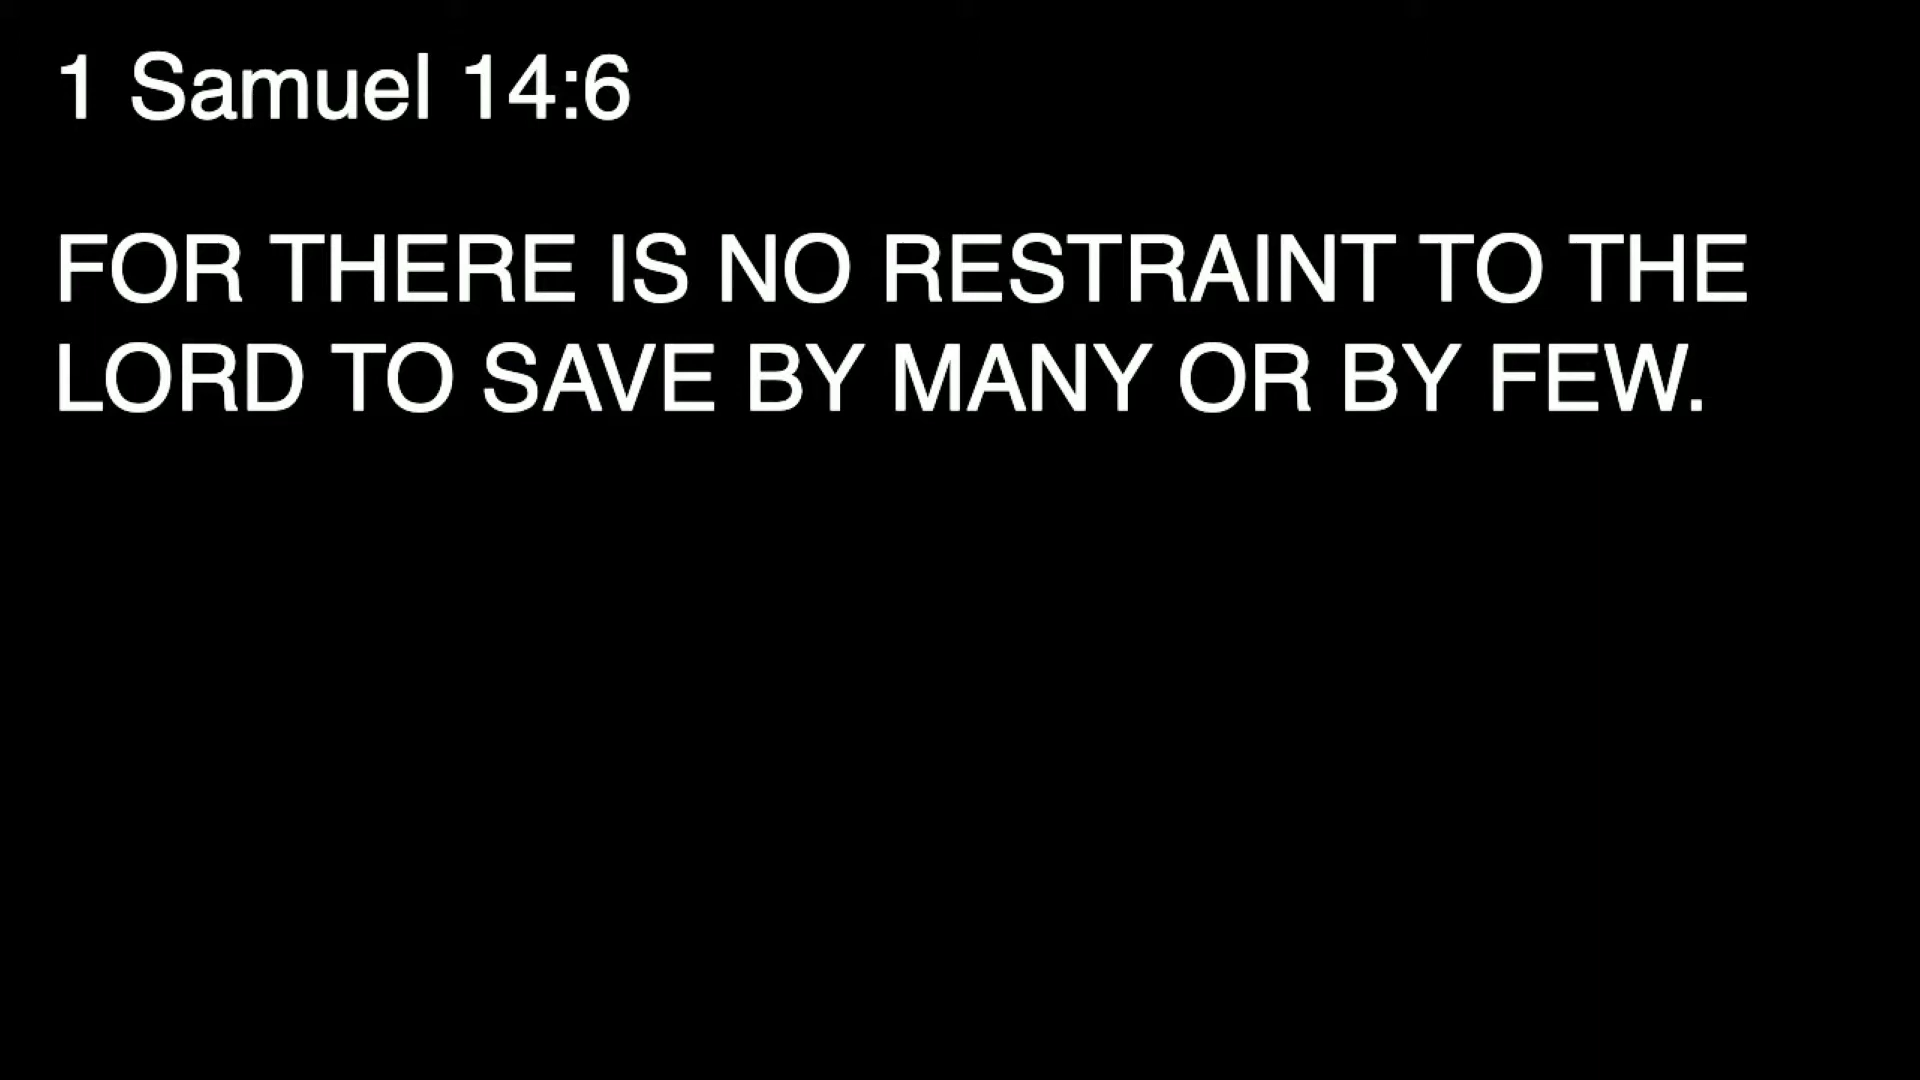 1 Samuel 14:6
FOR THERE IS NO RESTRAINT TO THE
LORD TO SAVE BY MANY OR BY FEW.